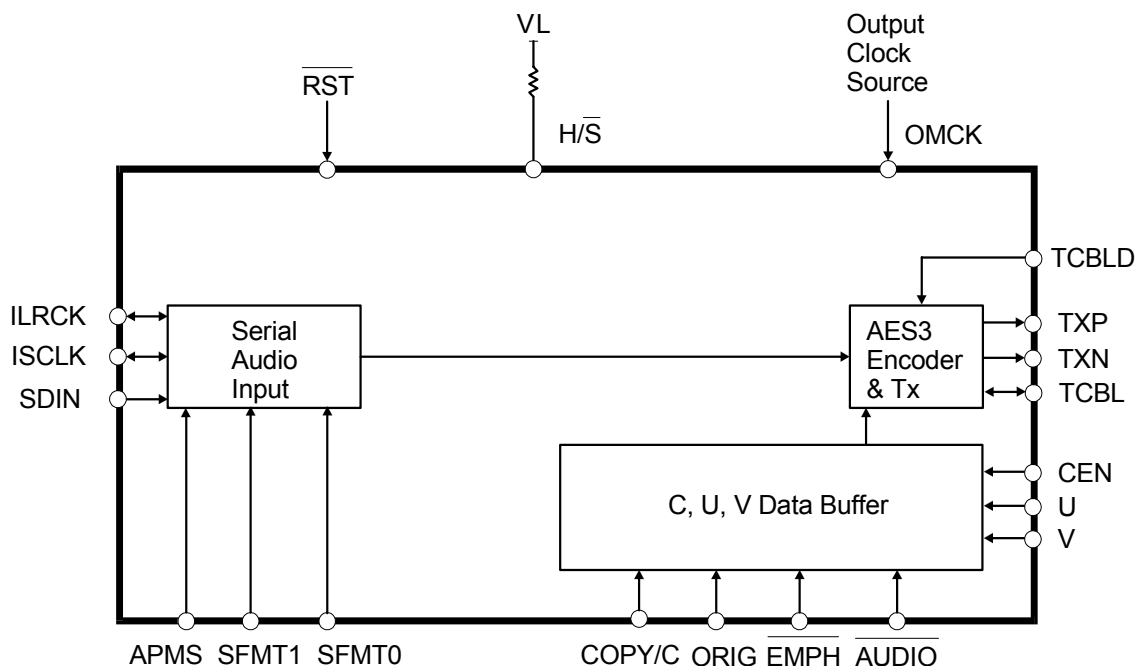 VL
Output
Clock
Source
RST
H/S
OMCK
TCBLD
ILRCK
ISCLK
SDIN
Serial
Audio
Input
AES3
Encoder
& Tx
TXP
TXN
TCBL
C, U, V Data Buffer
CEN
U
V
APMS
SFMT1
SFMT0
COPY/C
ORIG
EMPH
AUDIO